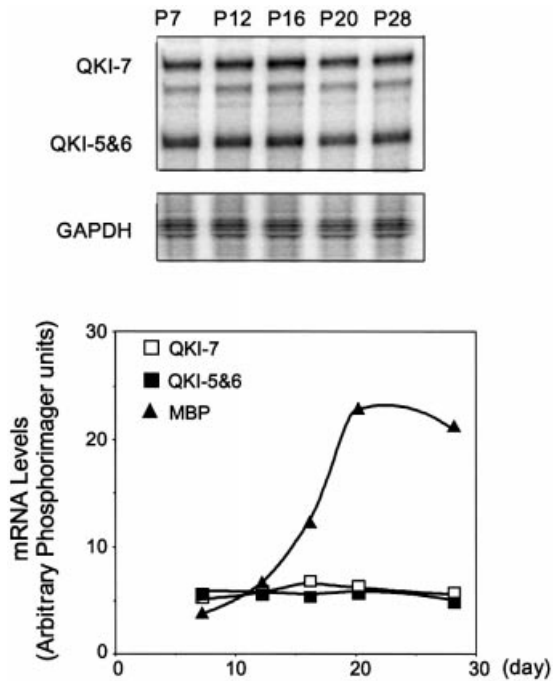 P7 P12 P16 P20 P28
QKI-7
QKI-5&6
GAPDH
30
20
10
0
0 10 20 30 (day)
mRNA Levels
(Arbitrary Phosphorimager units)
QKI-7
QKI-5&6
MBP